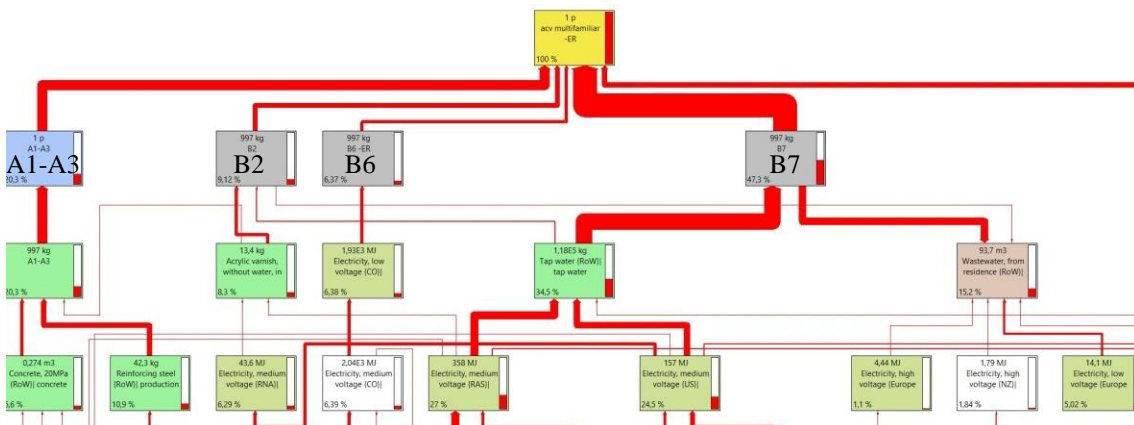 1 p
acv multifamiliar
-ER
100 %
1 p
A1-A3
A1-A3
20,3 %
997 kg
B2
B2
9,12 %
997 kg
B6 -ER
B6
6,37 %
997 kg
B7
B7
47,3 %
997 kg
A1-A3
20,3 %
13,4 kg
Acrylic varnish,
without water, in
8,3 %
1,93E3 MJ
Electricity, low
voltage (CO)|
6,38 %
1,18E5 kg
Tap water (RoW)|
tap water
34,5 %
93,7 m3
Wastewater, from
residence (RoW)|
15,2 %
0,274 m3
Concrete, 20MPa
(RoW)| concrete
5,6 %
42,3 kg
Reinforcing steel
(RoW)| production
10,9 %
43,6 MJ
Electricity, medium
voltage (RNA)|
6,29 %
2,04E3 MJ
Electricity, medium
voltage (CO)|
6,39 %
358 MJ
Electricity, medium
voltage (RAS)|
27 %
157 MJ
Electricity, medium
voltage (US)|
24,5 %
4,44 MJ
Electricity, high
voltage (Europe
1,1 %
1,79 MJ
Electricity, high
voltage (NZ)|
1,84 %
14,1 MJ
Electricity, low
voltage (Europe
5,02 %